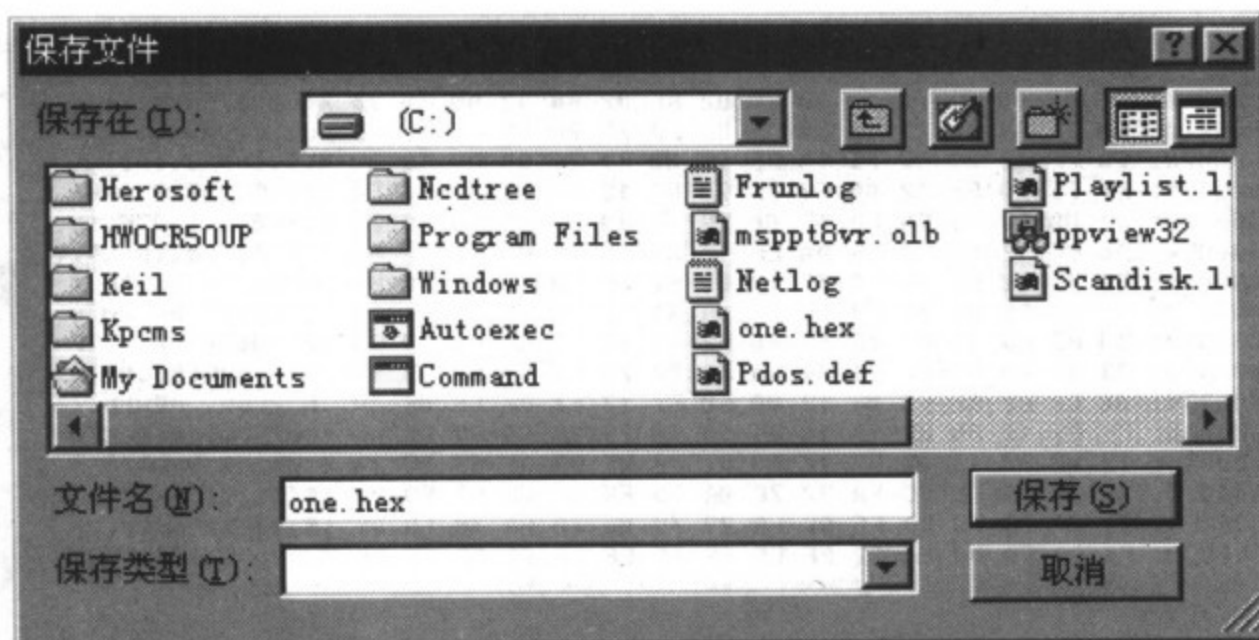 保存文件
保存在(I): (C:)
Herosoft Ncdtree Frunlog Playlist.l
HWOCR50UP Program Files msppt8vr.olb ppview32
Keil Windows Netlog Scandisk.l
Kpcms Autoexec one.hex
My Documents Command Pdos.def
文件名(N): one.hex 保存(S)
保存类型(T): 取消